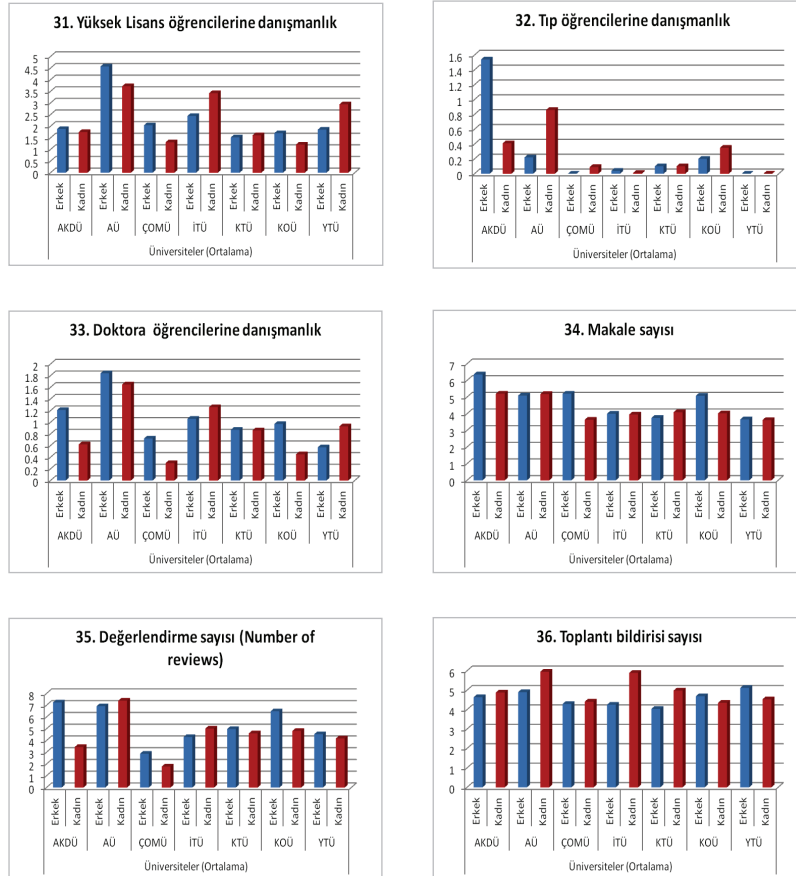 31. Yüksek Lisans öğrencilerine danışmanlık
5
4.5
4
3.5
3
2.5
2
1.5
1
0.5
0
Erkek Kadın Erkek Kadın Erkek Kadın Erkek Kadın Erkek Kadın Erkek Kadın Erkek Kadın
AKDÜ AÜ ÇOMÜ İTÜ KTÜ KOÜ YTÜ
Üniversiteler (Ortalama)
32. Tıp öğrencilerine danışmanlık
1.6
1.4
1.2
1
0.8
0.6
0.4
0.2
0
Erkek Kadın Erkek Kadın Erkek Kadın Erkek Kadın Erkek Kadın Erkek Kadın Erkek Kadın
AKDÜ AÜ ÇOMÜ İTÜ KTÜ KOÜ YTÜ
Üniversiteler (Ortalama)
33. Doktora öğrencilerine danışmanlık
2
1.8
1.6
1.4
1.2
1
0.8
0.6
0.4
0.2
0
Erkek Kadın Erkek Kadın Erkek Kadın Erkek Kadın Erkek Kadın Erkek Kadın Erkek Kadın
AKDÜ AÜ ÇOMÜ İTÜ KTÜ KOÜ YTÜ
Üniversiteler (Ortalama)
34. Makale sayısı
7
6
5
4
3
2
1
0
Erkek Kadın Erkek Kadın Erkek Kadın Erkek Kadın Erkek Kadın Erkek Kadın Erkek Kadın
AKDÜ AÜ ÇOMÜ İTÜ KTÜ KOÜ YTÜ
Üniversiteler (Ortalama)
35. Değerlendirme sayısı (Number of
reviews)
8
7
6
5
4
3
2
1
0
Erkek Kadın Erkek Kadın Erkek Kadın Erkek Kadın Erkek Kadın Erkek Kadın Erkek Kadın
AKDÜ AÜ ÇOMÜ İTÜ KTÜ KOÜ YTÜ
Üniversiteler (Ortalama)
36. Toplantı bildirisi sayısı
6
5
4
3
2
1
0
Erkek Kadın Erkek Kadın Erkek Kadın Erkek Kadın Erkek Kadın Erkek Kadın Erkek Kadın
AKDÜ AÜ ÇOMÜ İTÜ KTÜ KOÜ YTÜ
Üniversiteler (Ortalama)